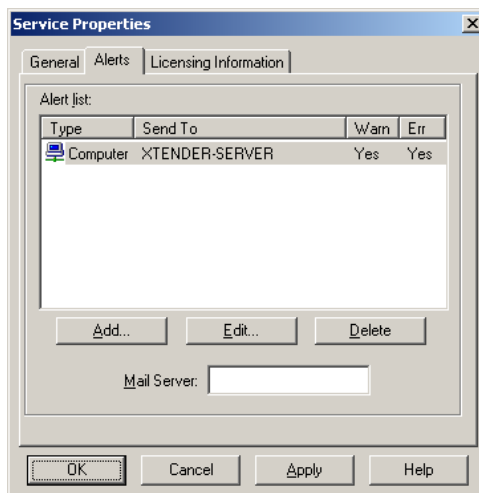 Service Properties
General Alerts Licensing Information
Alert list:
Type Send To Warn Err
Computer XTENDER-SERVER Yes Yes
Add... Edit... Delete
Mail Server:
OK Cancel Apply Help